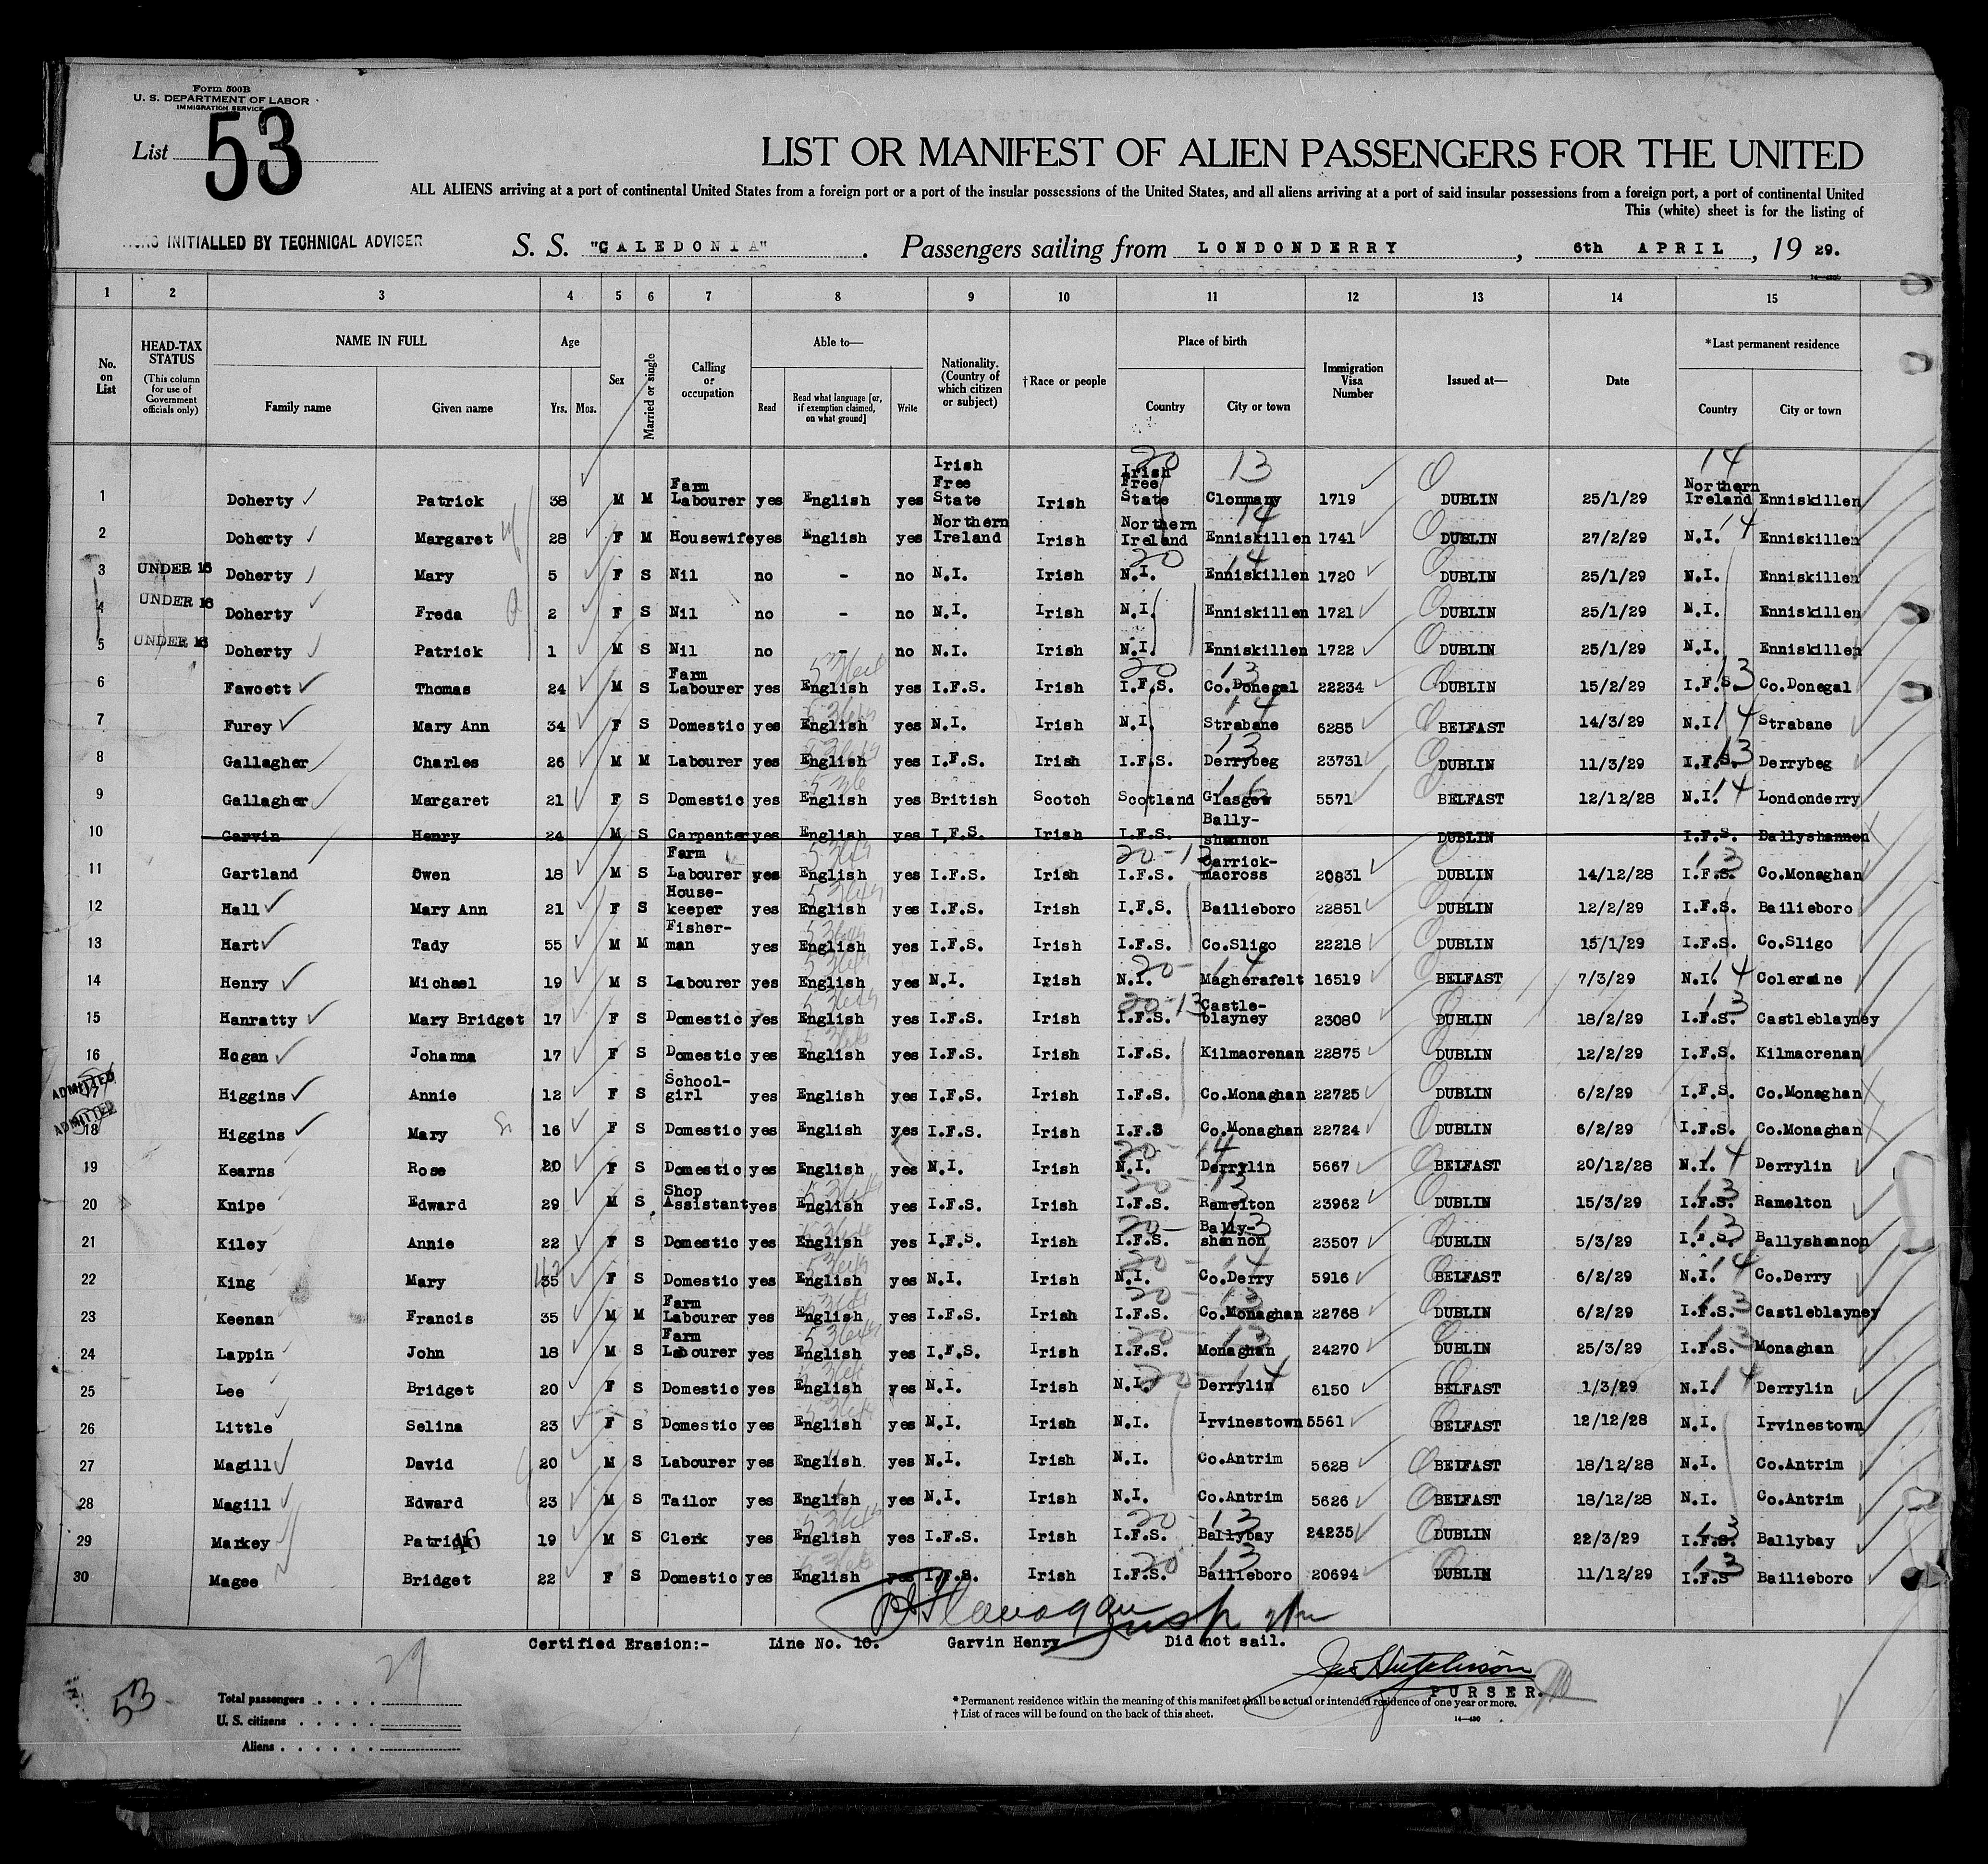 Form 500B
U. S. DEPARTMENT OF LABOR
IMMIGRATION SERVICE
List 53
LIST OR MANIFEST OF ALIEN PASSENGERS FOR THE UNITED
ALL ALIENS arriving at a port of continental United States from a foreign port or a port of the insular possessions of the United States, and all aliens arriving at a port of said insular possessions from a foreign port, a port of continental United
This (white) sheet is for the listing of
INITIALLED BY TECHNICAL ADVISER
S. S. "CALEDONIA". Passengers sailing from LONDONDERRY, 6th APRIL, 19 29.
1 2 3 4 5 6 7 8 9 10 11 12 13 14 15
No. on List
HEAD-TAX STATUS (This column for use of Government officials only)
NAME IN FULL Family name Given name
Age Yrs. Mos.
Sex
Married or single
Calling or occupation
Able to— Read Read what language [or, if exemption claimed, on what ground] Write
Nationality. (Country of which citizen or subject)
†Race or people
Place of birth Country City or town
Immigration Visa Number
Issued at—
Date
*Last permanent residence Country City or town
1 Doherty Patrick 38 M M Farm Labourer yes English yes Irish Free State Irish Irish Free State Clonmany 1719 DUBLIN 25/1/29 Northern Ireland Enniskillen
2 Doherty Margaret 28 F M Housewife yes English yes Northern Ireland Irish Northern Ireland Enniskillen 1741 DUBLIN 27/2/29 N.I. Enniskillen
3 UNDER 16 Doherty Mary 5 F S Nil no - no N.I. Irish N.I. Enniskillen 1720 DUBLIN 25/1/29 N.I. Enniskillen
4 UNDER 16 Doherty Freda 2 F S Nil no - no N.I. Irish N.I. Enniskillen 1721 DUBLIN 25/1/29 N.I. Enniskillen
5 UNDER 16 Doherty Patrick 1 M S Nil no - no N.I. Irish N.I. Enniskillen 1722 DUBLIN 25/1/29 N.I. Enniskillen
6 Fawcett Thomas 24 M S Farm Labourer yes English yes I.F.S. Irish I.F.S. Co.Donegal 22234 DUBLIN 15/2/29 I.F.S. Co.Donegal
7 Furey Mary Ann 34 F S Domestic yes English yes N.I. Irish N.I. Strabane 6285 BELFAST 14/3/29 N.I. Strabane
8 Gallagher Charles 26 M M Labourer yes English yes I.F.S. Irish I.F.S. Derrybeg 23731 DUBLIN 11/3/29 I.F.S. Derrybeg
9 Gallagher Margaret 21 F S Domestic yes English yes British Scotch Scotland Glasgow 5571 BELFAST 12/12/28 N.I. Londonderry
10 Garvin Henry 24 M S Carpenter yes English yes I.F.S. Irish I.F.S. Bally-shannon DUBLIN I.F.S. Ballyshannon
11 Gartland Owen 18 M S Farm Labourer yes English yes I.F.S. Irish I.F.S. Carrick-macross 20831 DUBLIN 14/12/28 I.F.S. Co.Monaghan
12 Hall Mary Ann 21 F S House-keeper yes English yes I.F.S. Irish I.F.S. Bailieboro 22851 DUBLIN 12/2/29 I.F.S. Bailieboro
13 Hart Tady 55 M M Fisher-man yes English yes I.F.S. Irish I.F.S. Co.Sligo 22218 DUBLIN 15/1/29 I.F.S. Co.Sligo
14 Henry Michael 19 M S Labourer yes English yes N.I. Irish N.I. Magherafelt 16519 BELFAST 7/3/29 N.I. Coleraine
15 Hanratty Mary Bridget 17 F S Domestic yes English yes I.F.S. Irish I.F.S. Castle-blayney 23080 DUBLIN 18/2/29 I.F.S. Castleblayney
16 Hogan Johanna 17 F S Domestic yes English yes I.F.S. Irish I.F.S. Kilmacrenan 22875 DUBLIN 12/2/29 I.F.S. Kilmacrenan
ADMITTED 17 Higgins Annie 12 F S School-girl yes English yes I.F.S. Irish I.F.S. Co.Monaghan 22725 DUBLIN 6/2/29 I.F.S. Co.Monaghan
ADMITTED 18 Higgins Mary 16 F S Domestic yes English yes I.F.S. Irish I.F.S Co.Monaghan 22724 DUBLIN 6/2/29 I.F.S. Co.Monaghan
19 Kearns Rose 20 F S Domestic yes English yes N.I. Irish N.I. Derrylin 5667 BELFAST 20/12/28 N.I. Derrylin
20 Knipe Edward 29 M S Shop Assistant yes English yes I.F.S. Irish I.F.S. Ramelton 23962 DUBLIN 15/3/29 I.F.S. Ramelton
21 Kiley Annie 22 F S Domestic yes English yes I.F.S. Irish I.F.S. Bally-shannon 23507 DUBLIN 5/3/29 I.F.S. Ballyshannon
22 King Mary 35 F S Domestic yes English yes N.I. Irish N.I. Co.Derry 5916 BELFAST 6/2/29 N.I. Co.Derry
23 Keenan Francis 35 M M Farm Labourer yes English yes I.F.S. Irish I.F.S. Co.Monaghan 22768 DUBLIN 6/2/29 I.F.S. Castleblayney
24 Lappin John 18 M S Farm Labourer yes English yes I.F.S. Irish I.F.S. Monaghan 24270 DUBLIN 25/3/29 I.F.S. Monaghan
25 Lee Bridget 20 F S Domestic yes English yes N.I. Irish N.I. Derrylin 6150 BELFAST 1/3/29 N.I. Derrylin
26 Little Selina 23 F S Domestic yes English yes N.I. Irish N.I. Irvinestown 5561 BELFAST 12/12/28 N.I. Irvinestown
27 Magill David 20 M S Labourer yes English yes N.I. Irish N.I. Co.Antrim 5628 BELFAST 18/12/28 N.I. Co.Antrim
28 Magill Edward 23 M S Tailor yes English yes N.I. Irish N.I. Co.Antrim 5626 BELFAST 18/12/28 N.I. Co.Antrim
29 Markey Patrick 19 M S Clerk yes English yes I.F.S. Irish I.F.S. Ballybay 24235 DUBLIN 22/3/29 I.F.S. Ballybay
30 Magee Bridget 22 F S Domestic yes English yes I.F.S. Irish I.F.S. Bailieboro 20694 DUBLIN 11/12/29 I.F.S Bailieboro
Certified Erasion:- Line No. 10. Garvin Henry Did not sail.
Jas Hutchison
PURSER.
53
Total passengers . . . . 29
U. S. citizens . . . . .
Aliens . . . . . .
* Permanent residence within the meaning of this manifest shall be actual or intended residence of one year or more.
† List of races will be found on the back of this sheet.
14—430